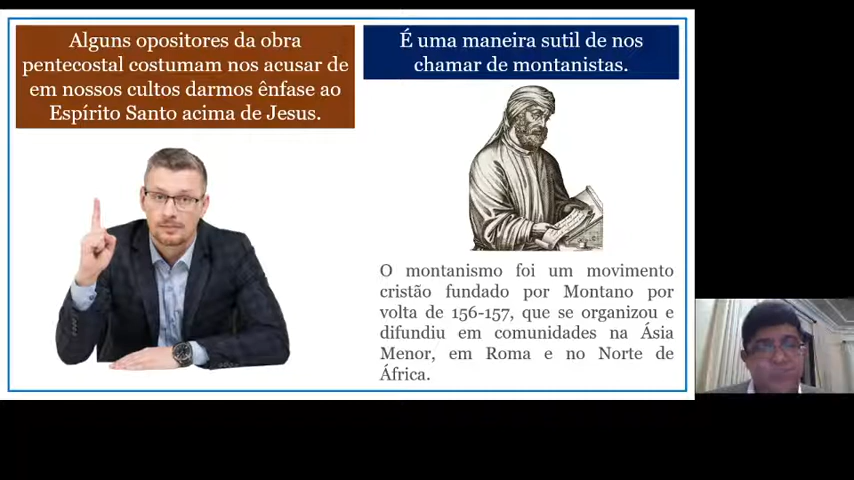 Alguns opositores da obra
pentecostal costumam nos acusar de
em nossos cultos darmos ênfase ao
Espírito Santo acima de Jesus.
É uma maneira sutil de nos
chamar de montanistas.
O montanismo foi um movimento
cristão fundado por Montano por
volta de 156-157, que se organizou e
difundiu em comunidades na Ásia
Menor, em Roma e no Norte de
África.